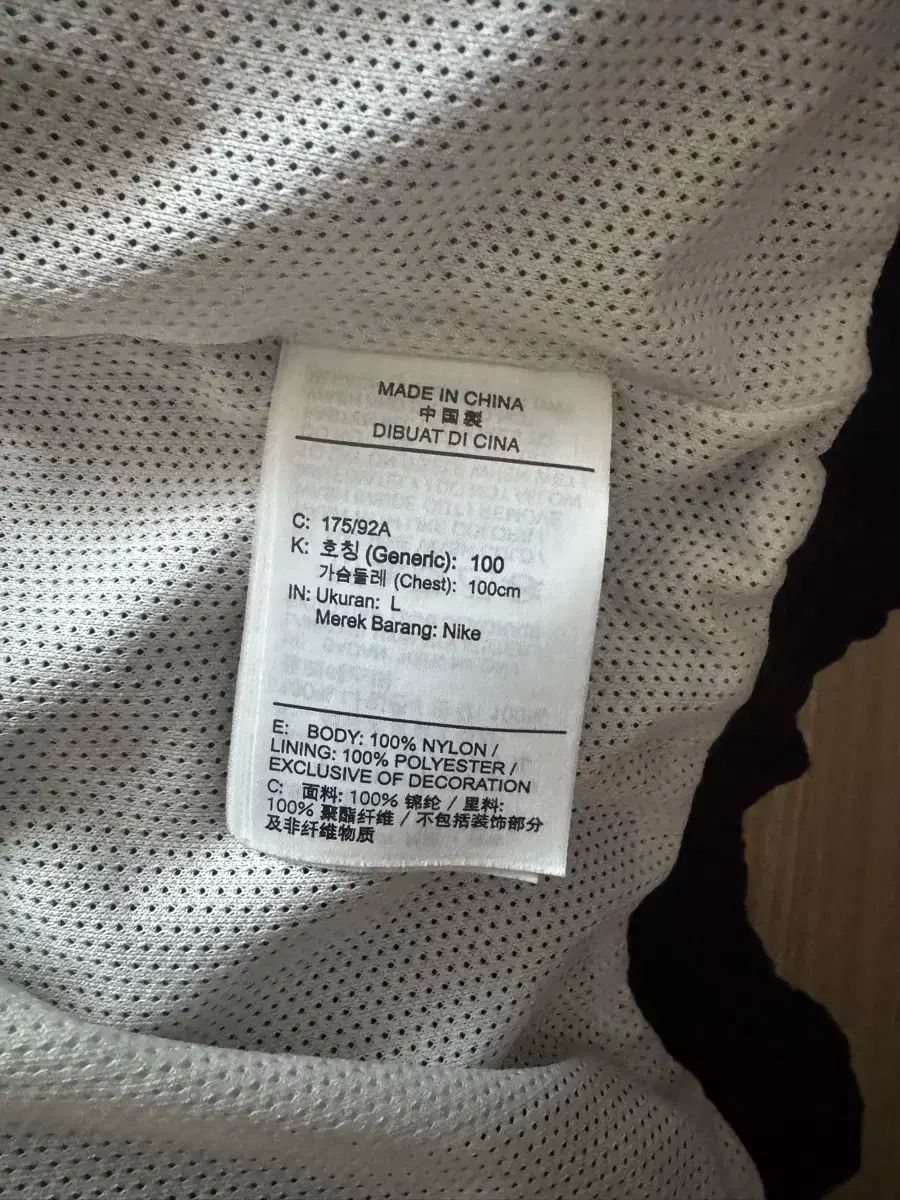 MADE IN CHINA
中国製
DIBUAT DI CINA
C: 175/92A
K: 호칭 (Generic): 100
가슴둘레 (Chest): 100cm
IN: Ukuran: L
Merek Barang: Nike
E: BODY: 100% NYLON /
LINING: 100% POLYESTER /
EXCLUSIVE OF DECORATION
C: 面料: 100% 锦纶 / 里料:
100% 聚酯纤维 / 不包括装饰部分
及非纤维物质